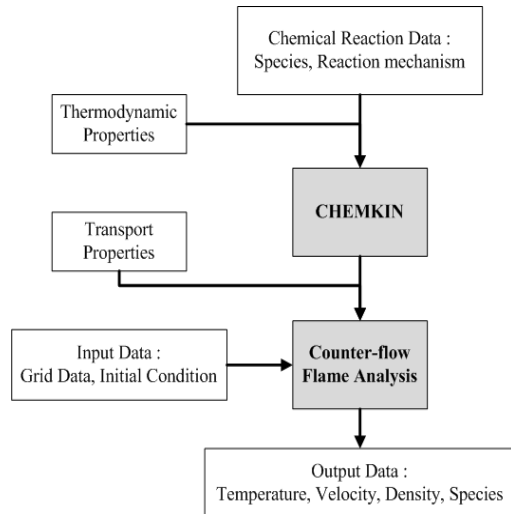 Chemical Reaction Data :
Species, Reaction mechanism
Thermodynamic
Properties
CHEMKIN
Transport
Properties
Input Data :
Grid Data, Initial Condition
Counter-flow
Flame Analysis
Output Data :
Temperature, Velocity, Density, Species